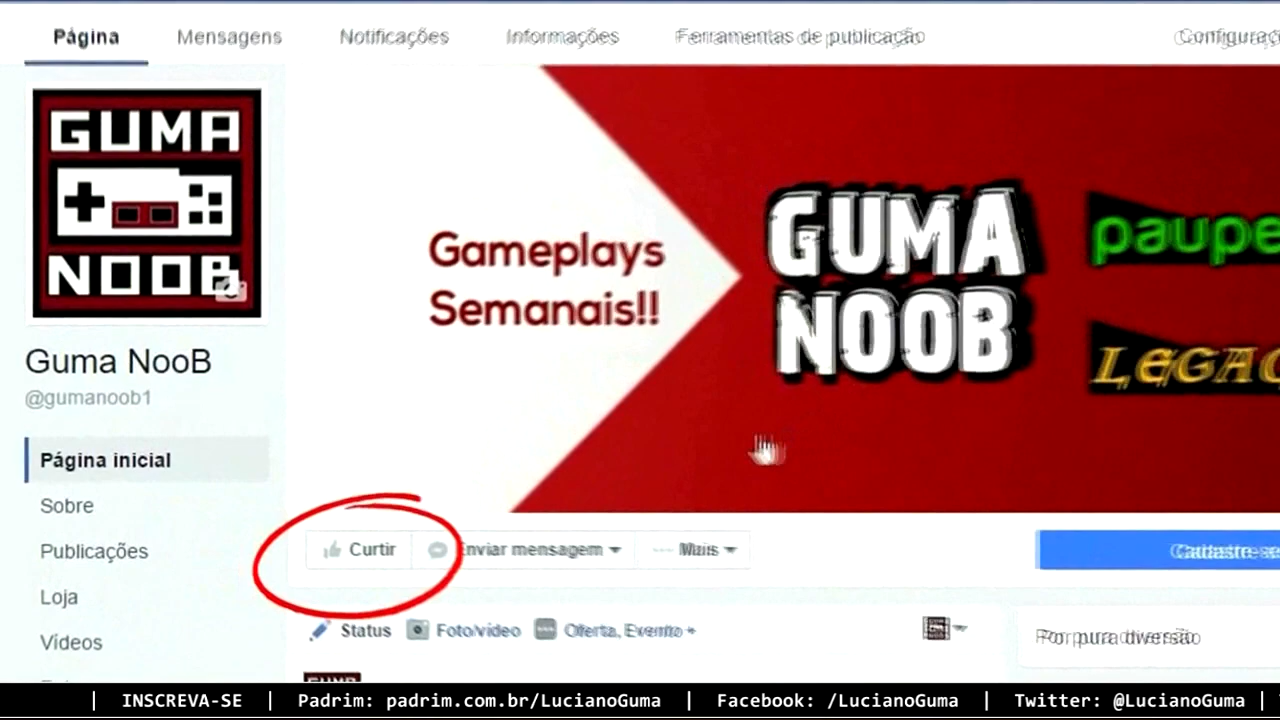 Página Mensagens Notificações Informações Ferramentas de publicação
GUMA
NOOB
Guma NooB
@gumanoob1
Página inicial
Sobre
Publicações
Loja
Vídeos
Gameplays
Semanais!!
GUMA
NOOB
Curtir Enviar mensagem Mais
Status Foto/vídeo Oferta, Evento +
Por pura diversão
| INSCREVA-SE | Padrim: padrim.com.br/LucianoGuma | Facebook: /LucianoGuma | Twitter: @LucianoGuma |